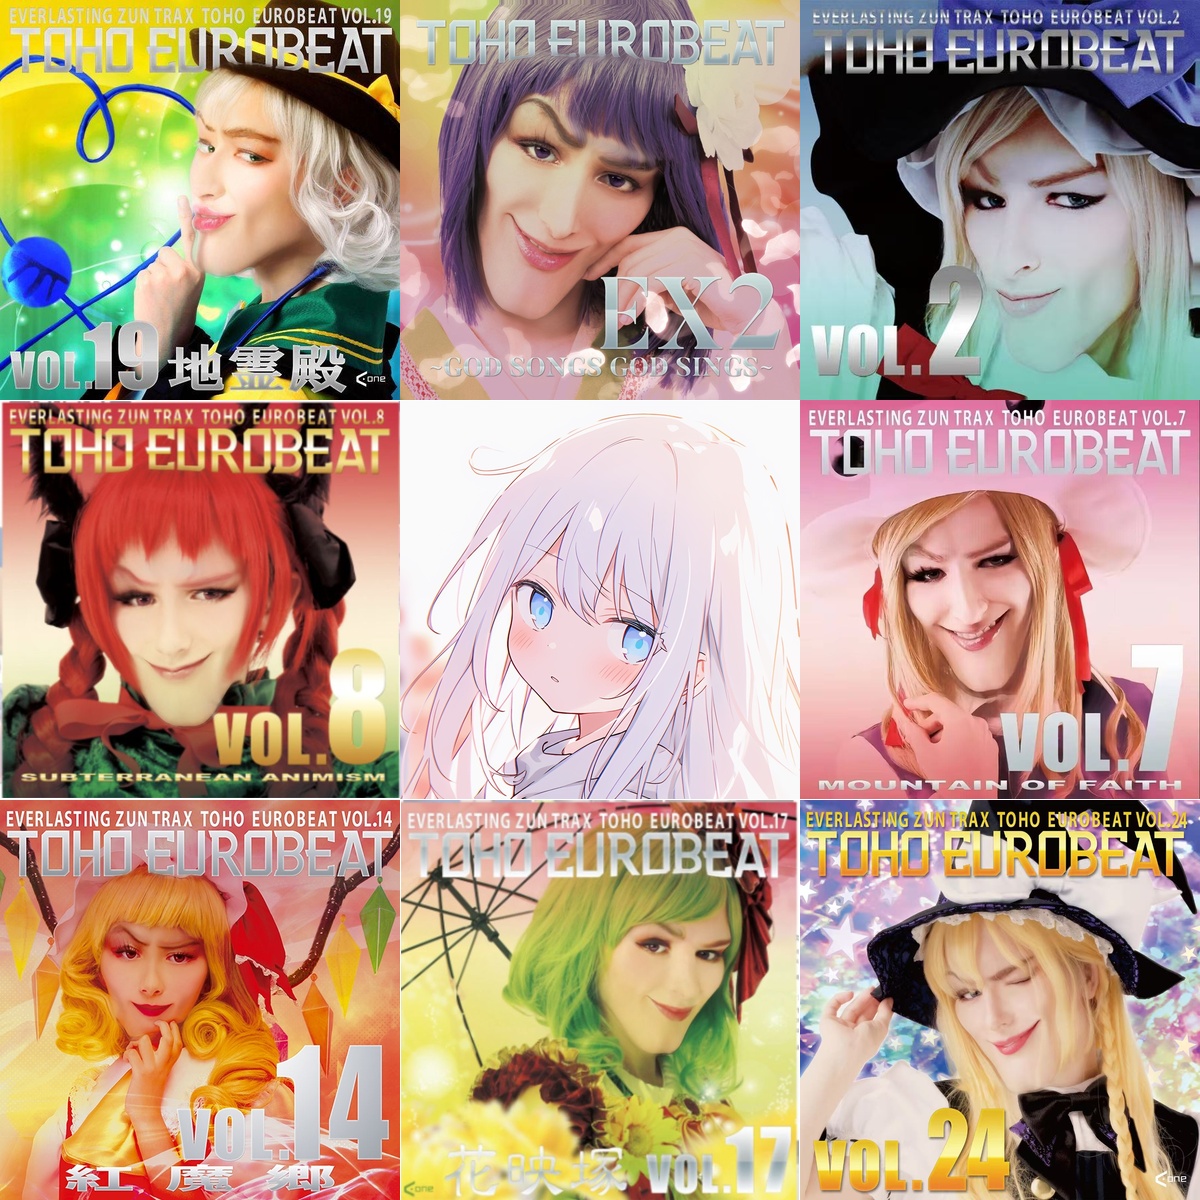 EVERLASTING ZUN TRAX TOHO EUROBEAT VOL.19
TOHO EUROBEAT
VOL.19 地霊殿
A-one
TOHO EUROBEAT
EX2
~GOD SONGS GOD SINGS~
EVERLASTING ZUN TRAX TOHO EUROBEAT VOL.2
TOHO EUROBEAT
VOL.2
EVERLASTING ZUN TRAX TOHO EUROBEAT VOL.8
TOHO EUROBEAT
VOL.8
SUBTERRANEAN ANIMISM
EVERLASTING ZUN TRAX TOHO EUROBEAT VOL.7
TOHO EUROBEAT
VOL.7
MOUNTAIN OF FAITH
EVERLASTING ZUN TRAX TOHO EUROBEAT VOL.14
TOHO EUROBEAT
VOL.14
紅魔郷
EVERLASTING ZUN TRAX TOHO EUROBEAT VOL.17
TOHO EUROBEAT
花映塚 VOL.17
A-one
EVERLASTING ZUN TRAX TOHO EUROBEAT VOL.24
TOHO EUROBEAT
VOL.24
A-one